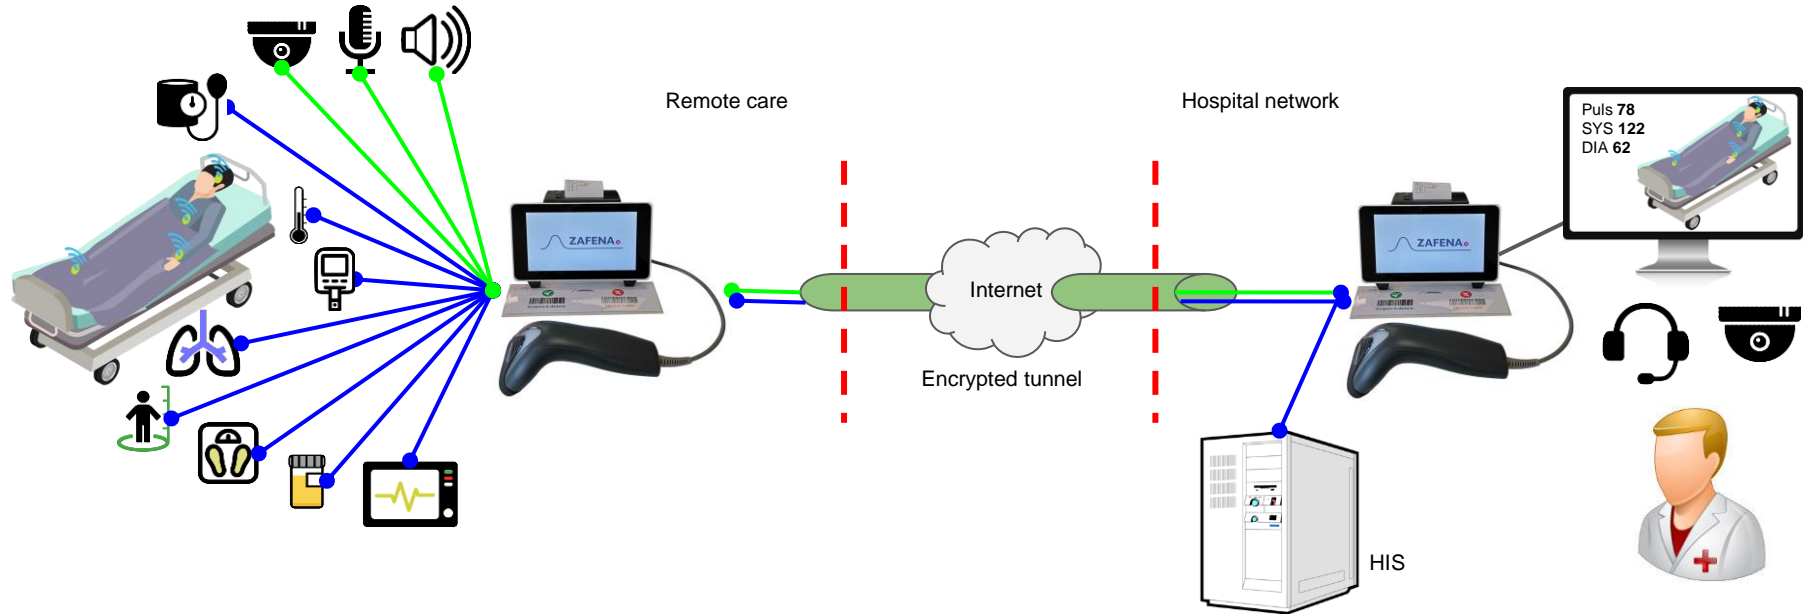 Remote care
Hospital network
Puls 78
SYS 122
DIA 62
ZAFENA
ZAFENA
Internet
Encrypted tunnel
HIS